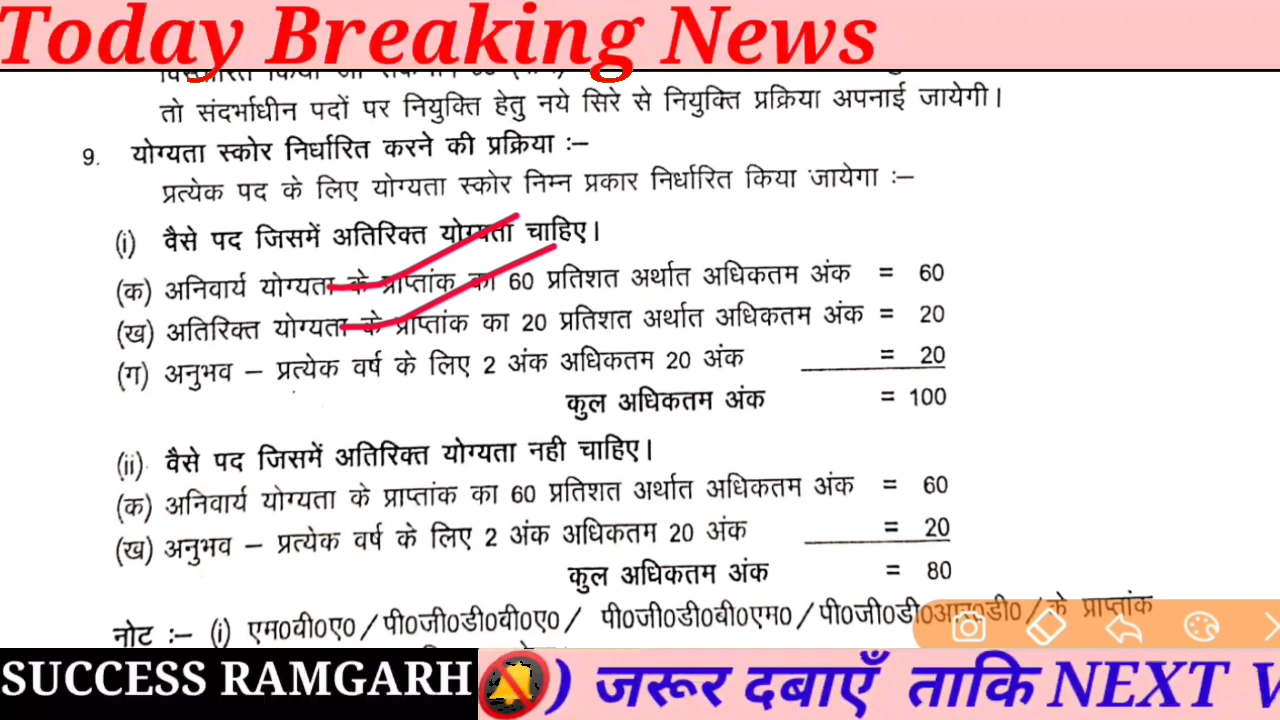 Today Breaking News
तो संदर्भाधीन पदों पर नियुक्ति हेतु नये सिरे से नियुक्ति प्रक्रिया अपनाई जायेगी।
9. योग्यता स्कोर निर्धारित करने की प्रक्रिया :–
प्रत्येक पद के लिए योग्यता स्कोर निम्न प्रकार निर्धारित किया जायेगा :–
(i) वैसे पद जिसमें अतिरिक्त योग्यता चाहिए।
(क) अनिवार्य योग्यता के प्राप्तांक का 60 प्रतिशत अर्थात अधिकतम अंक = 60
(ख) अतिरिक्त योग्यता के प्राप्तांक का 20 प्रतिशत अर्थात अधिकतम अंक = 20
(ग) अनुभव – प्रत्येक वर्ष के लिए 2 अंक अधिकतम 20 अंक = 20
कुल अधिकतम अंक = 100
(ii) वैसे पद जिसमें अतिरिक्त योग्यता नही चाहिए।
(क) अनिवार्य योग्यता के प्राप्तांक का 60 प्रतिशत अर्थात अधिकतम अंक = 60
(ख) अनुभव – प्रत्येक वर्ष के लिए 2 अंक अधिकतम 20 अंक = 20
कुल अधिकतम अंक = 80
नोट :– (i) एम0बी0ए0 / पी0जी0डी0बी0ए0 / पी0जी0डी0बी0एम0 / पी0जी0डी0आर0डी0 / के प्राप्तांक
SUCCESS RAMGARH
) जरूर दबाएँ ताकि NEXT V